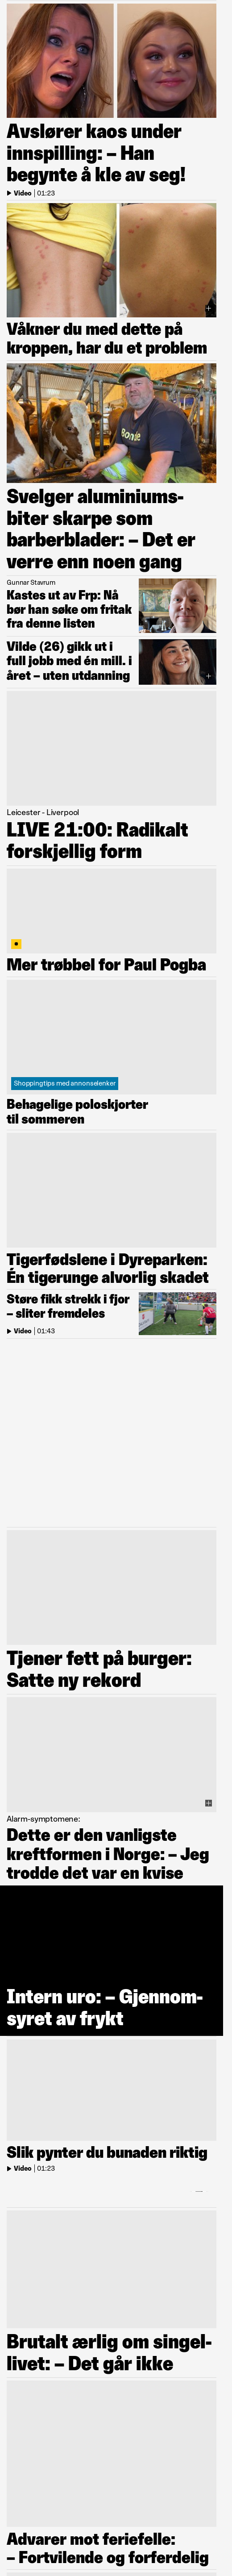 Avslører kaos under
innspilling: – Han
begynte å kle av seg!
Video | 01:23
Våkner du med dette på
kroppen, har du et problem
Bonde
Svelger aluminiums-
biter skarpe som
barberblader: – Det er
verre enn noen gang
Gunnar Stavrum
Kastes ut av Frp: Nå
bør han søke om fritak
fra denne listen
Vilde (26) gikk ut i
full jobb med én mill. i
året – uten utdanning
Leicester - Liverpool
LIVE 21:00: Radikalt
forskjellig form
Mer trøbbel for Paul Pogba
Shoppingtips med annonselenker
Behagelige poloskjorter
til sommeren
Tigerfødslene i Dyreparken:
Én tigerunge alvorlig skadet
Støre fikk strekk i fjor
– sliter fremdeles
Video | 01:43
Tjener fett på burger:
Satte ny rekord
Alarm-symptomene:
Dette er den vanligste
kreftformen i Norge: – Jeg
trodde det var en kvise
Intern uro: – Gjennom-
syret av frykt
Slik pynter du bunaden riktig
Video | 01:23
Brutalt ærlig om singel-
livet: – Det går ikke
Advarer mot feriefelle:
– Fortvilende og forferdelig